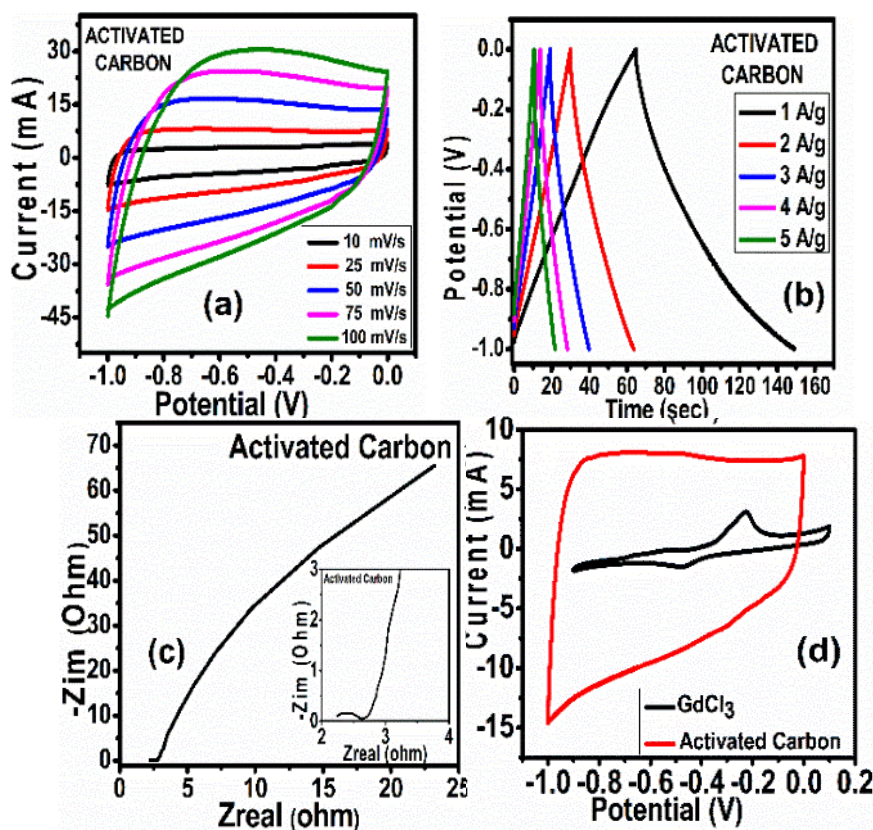 ACTIVATED
CARBON
30
15
0
-15
-30
-45
Current (mA)
-1.0 -0.8 -0.6 -0.4 -0.2 0.0
Potential (V)
10 mV/s
25 mV/s
50 mV/s
75 mV/s
100 mV/s
(a)
ACTIVATED
CARBON
0.0
-0.2
-0.4
-0.6
-0.8
-1.0
Potential (V)
0 20 40 60 80 100 120 140 160
Time (sec)
1 A/g
2 A/g
3 A/g
4 A/g
5 A/g
(b)
Activated Carbon
70
60
50
40
30
20
10
0
-Zim (Ohm)
0 5 10 15 20 25
Zreal (ohm)
(c)
Activated Carbon
3
2
1
0
-Zim (Ohm)
2 3 4
Zreal (ohm)
10
5
0
-5
-10
-15
Current (mA)
-1.0 -0.8 -0.6 -0.4 -0.2 0.0 0.2
Potential (V)
(d)
GdCl3
Activated Carbon